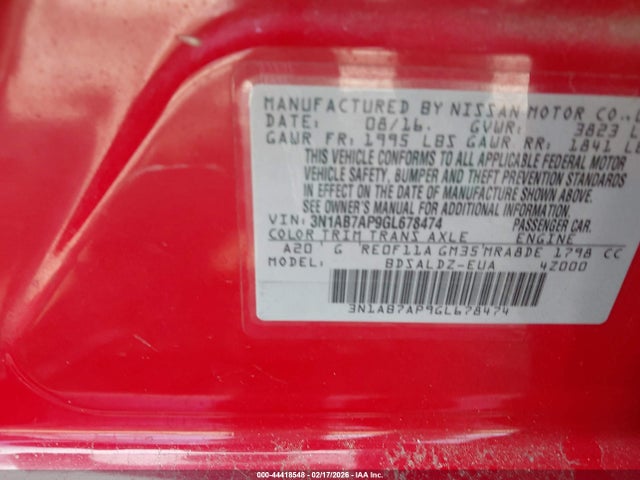 MANUFACTURED BY NISSAN MOTOR CO.,
DATE: 08/16. GVWR: 3823
GAWR FR: 1995 LBS GAWR RR: 1841 LB
THIS VEHICLE CONFORMS TO ALL APPLICABLE FEDERAL MOTOR
VEHICLE SAFETY, BUMPER AND THEFT PREVENTION STANDARDS
IN EFFECT ON THE DATE OF MANUFACTURE SHOWN ABOVE.
SEE OWNER'S MANUAL FOR ADDITIONAL INFORMATION
VIN: 3N1AB7AP9GL678474 PASSENGER CAR.
COLOR TRIM TRANS AXLE ENGINE
A20 G RE0F11A GM35 MRA8DE 1798 CC
MODEL: BDSALDZ-EUA 4Z000
3N1AB7AP9GL678474
000-44418548 - 02/17/2026 - IAA Corp.